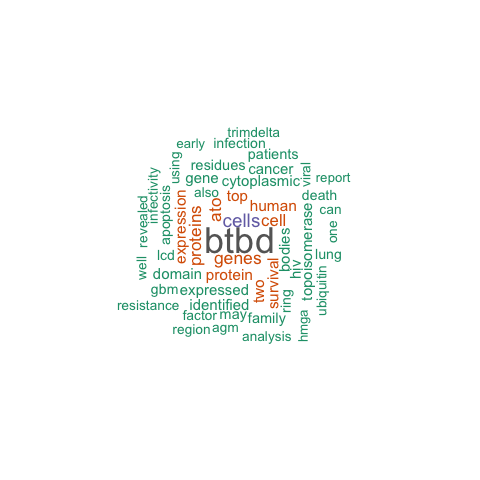 trimdelta
early infection
using patients
residues cancer viral
gene cytoplasmic report
infectivity also top death
apoptosis expression ato human can
revealed proteins cells cell one
btbd
topoisomerase
well lcd genes bodies lung
domain protein hiv
gbm expressed two survival ubiquitin
resistance identified ring
factor may family hmga
region agm analysis